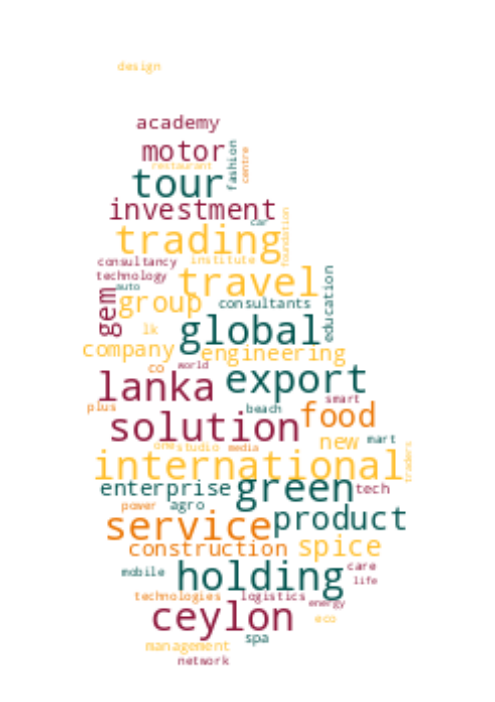 design
academy
motor
fashion
centre
restaurant
tour
investment
car
foundation
trading
consultancy
institute
technology
travel
education
auto
gem
group
consultants
lk
global
company
engineering
co
world
lanka
export
smart
plus
beach
food
solution
new
mart
one
studio
media
international
traders
enterprise
green
tech
power
agro
service
product
construction
spice
mobile
holding
care
life
technologies
logistics
energy
ceylon
eco
spa
management
network